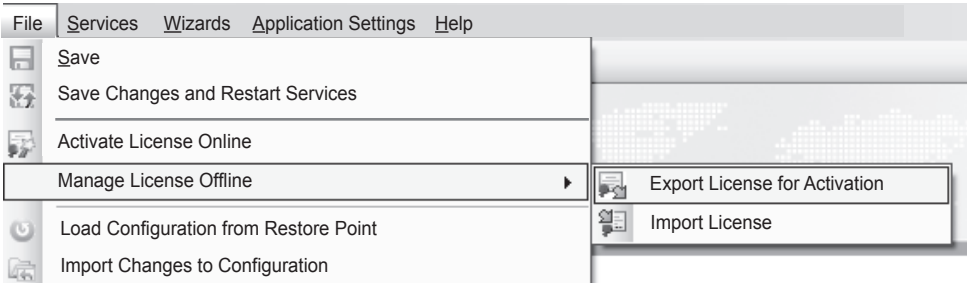 File Services Wizards Application Settings Help
Save
Save Changes and Restart Services
Activate License Online
Manage License Offline
Export License for Activation
Import License
Load Configuration from Restore Point
Import Changes to Configuration